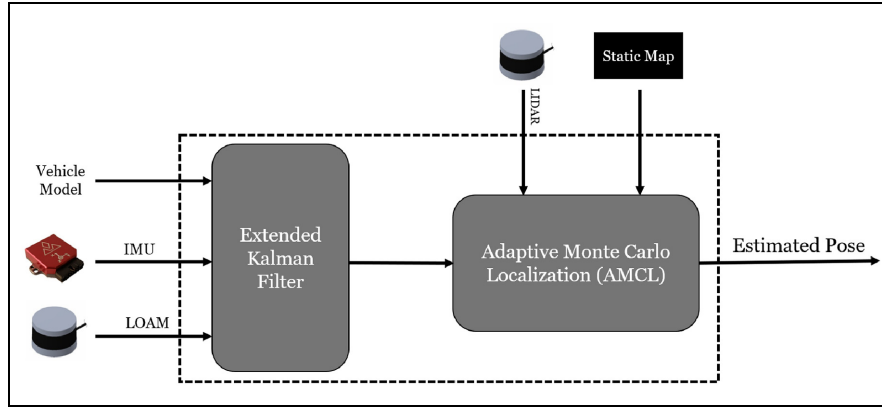 Static Map
LIDAR
Vehicle
Model
IMU
LOAM
Extended
Kalman
Filter
Adaptive Monte Carlo
Localization (AMCL)
Estimated Pose